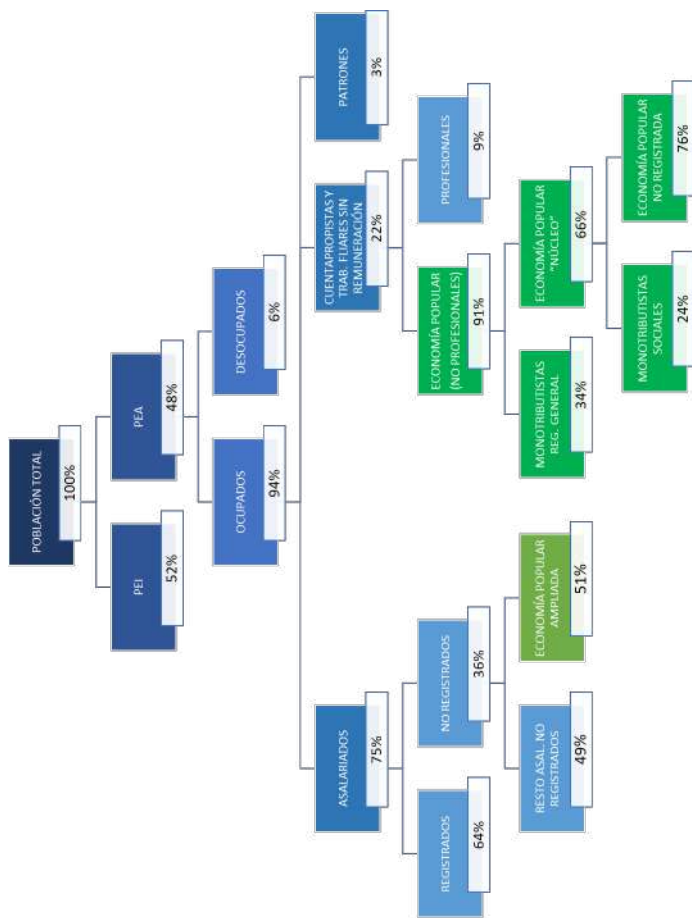 POBLACIÓN TOTAL
100%
PEI
52%
PEA
48%
OCUPADOS
94%
DESOCUPADOS
6%
ASALARIADOS
75%
CUENTAPROPISTAS Y
TRAB. FLIARES SIN
REMUNERACIÓN
22%
PATRONES
3%
REGISTRADOS
64%
NO REGISTRADOS
36%
ECONOMÍA POPULAR
(NO PROFESIONALES)
91%
PROFESIONALES
9%
RESTO ASAL. NO
REGISTRADOS
49%
ECONOMÍA POPULAR
AMPLIADA
51%
MONOTRIBUTISTAS
REG. GENERAL
34%
ECONOMÍA POPULAR
"NÚCLEO"
66%
MONOTRIBUTISTAS
SOCIALES
24%
ECONOMÍA POPULAR
NO REGISTRADA
76%